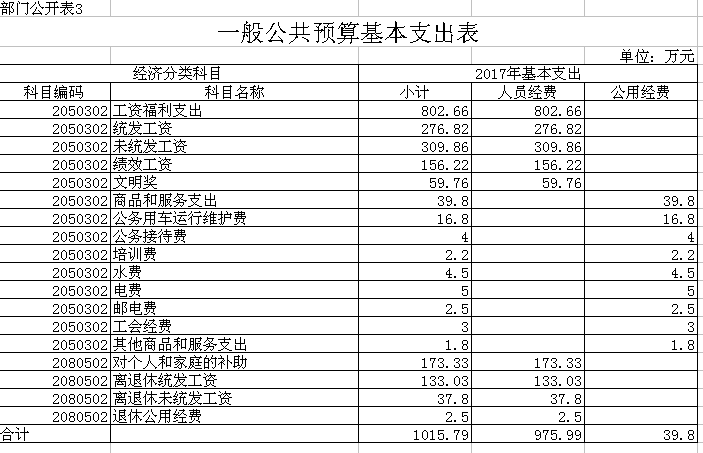 部门公开表3
一般公共预算基本支出表
单位：万元
经济分类科目 2017年基本支出
科目编码 科目名称 小计 人员经费 公用经费
2050302 工资福利支出 802.66 802.66
2050302 统发工资 276.82 276.82
2050302 未统发工资 309.86 309.86
2050302 绩效工资 156.22 156.22
2050302 文明奖 59.76 59.76
2050302 商品和服务支出 39.8 39.8
2050302 公务用车运行维护费 16.8 16.8
2050302 公务接待费 4 4
2050302 培训费 2.2 2.2
2050302 水费 4.5 4.5
2050302 电费 5 5
2050302 邮电费 2.5 2.5
2050302 工会经费 3 3
2050302 其他商品和服务支出 1.8 1.8
2080502 对个人和家庭的补助 173.33 173.33
2080502 离退休统发工资 133.03 133.03
2080502 离退休未统发工资 37.8 37.8
2080502 退休公用经费 2.5 2.5
合计 1015.79 975.99 39.8